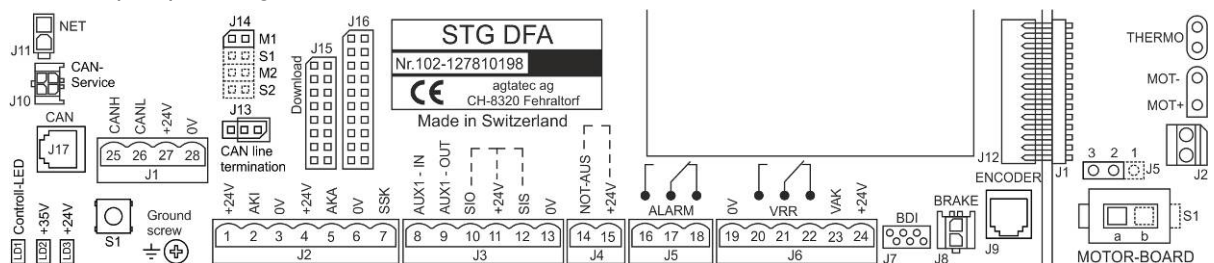 NET
J11
CAN-
Service
J10
CAN
J17
CANH
CANL
+24V
0V
25 26 27 28
J1
LD1 Controll-LED
LD2 +35V
LD3 +24V
S1
Ground
screw
J14
M1
S1
M2
S2
J13
CAN line
termination
J15
Download
J16
STG DFA
Nr.102-127810198
CE
agtatec ag
CH-8320 Fehraltorf
Made in Switzerland
+24V
AKI
0V
+24V
AKA
0V
SSK
1 2 3 4 5 6 7
J2
AUX1 - IN
AUX1 - OUT
SIO
+24V
SIS
0V
8 9 10 11 12 13
J3
NOT-AUS
+24V
14 15
J4
ALARM
16 17 18
J5
0V
VRR
VAK
+24V
19 20 21 22 23 24
J6
BDI
J7
BRAKE
J8
J12
ENCODER
J9
J1
THERMO
MOT-
MOT+
J2
3 2 1
J5
S1
a b
MOTOR-BOARD